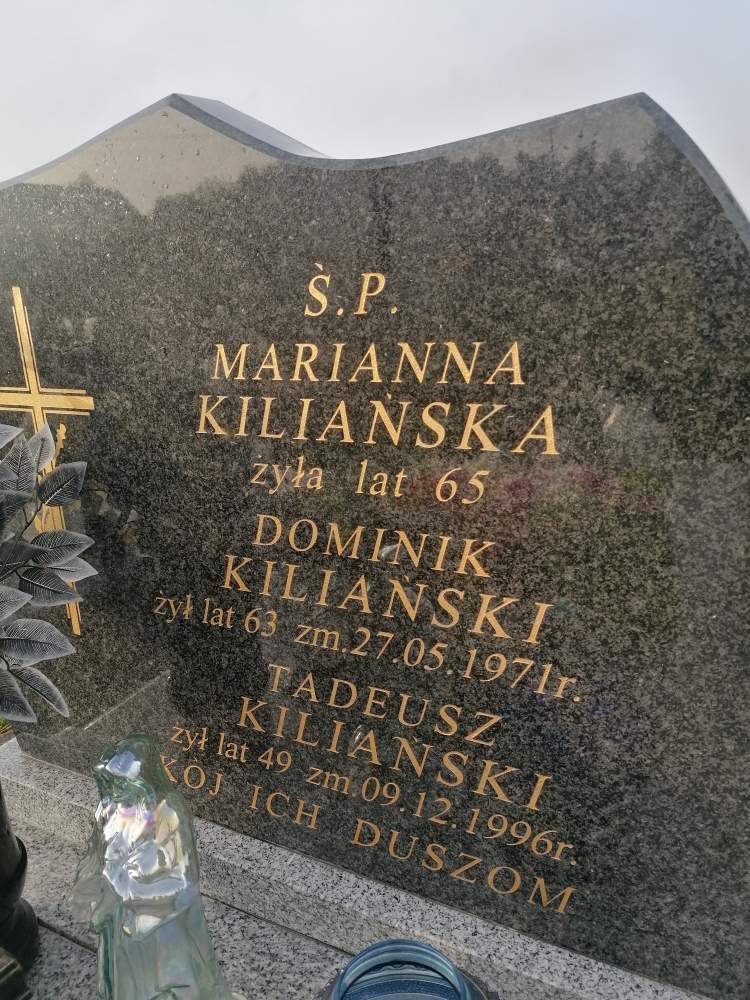 Ś.P.
MARIANNA
KILIAŃSKA
żyła lat 65
DOMINIK
KILIAŃSKI
żył lat 63 zm.27.05.1971r.
TADEUSZ
KILIAŃSKI
żył lat 49 zm.09.12.1996r.
KÓJ ICH DUSZOM